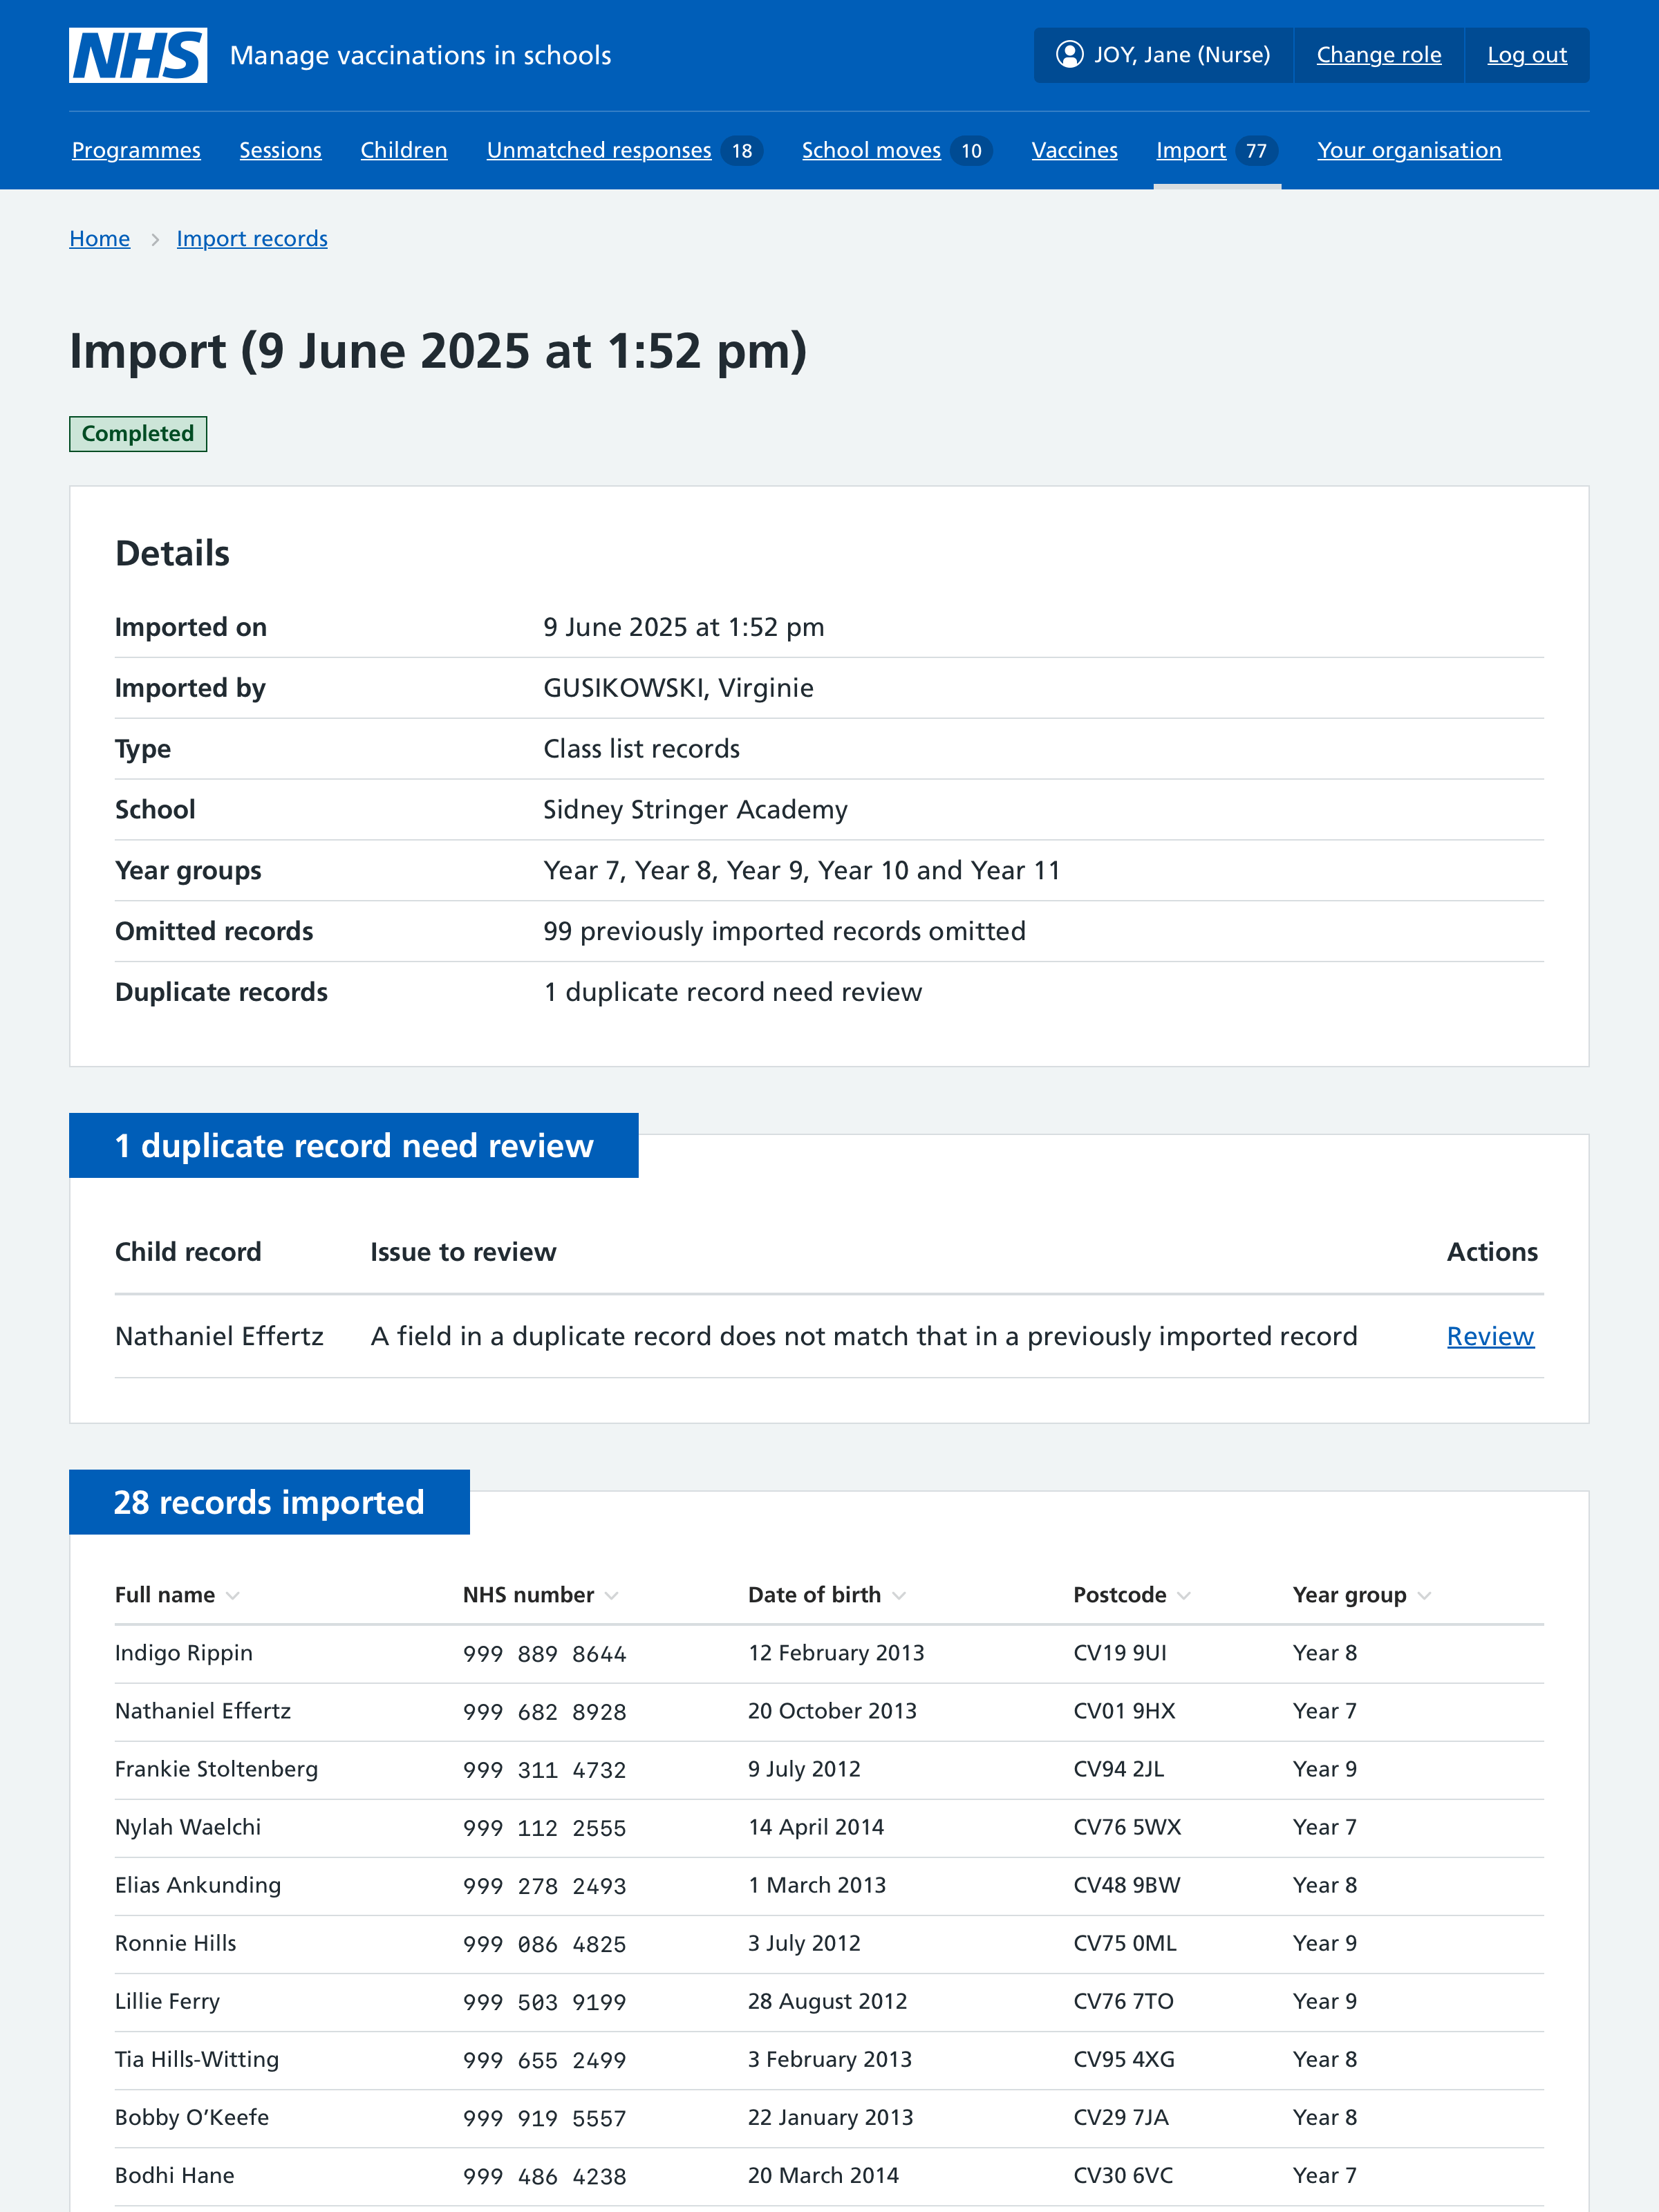 NHS Manage vaccinations in schools JOY, Jane (Nurse) Change role Log out
Programmes Sessions Children Unmatched responses 18 School moves 10 Vaccines Import 77 Your organisation
Home Import records
Import (9 June 2025 at 1:52 pm)
Completed
Details
Imported on 9 June 2025 at 1:52 pm
Imported by GUSIKOWSKI, Virginie
Type Class list records
School Sidney Stringer Academy
Year groups Year 7, Year 8, Year 9, Year 10 and Year 11
Omitted records 99 previously imported records omitted
Duplicate records 1 duplicate record need review
1 duplicate record need review
Child record Issue to review Actions
Nathaniel Effertz A field in a duplicate record does not match that in a previously imported record Review
28 records imported
Full name NHS number Date of birth Postcode Year group
Indigo Rippin 999 889 8644 12 February 2013 CV19 9UI Year 8
Nathaniel Effertz 999 682 8928 20 October 2013 CV01 9HX Year 7
Frankie Stoltenberg 999 311 4732 9 July 2012 CV94 2JL Year 9
Nylah Waelchi 999 112 2555 14 April 2014 CV76 5WX Year 7
Elias Ankunding 999 278 2493 1 March 2013 CV48 9BW Year 8
Ronnie Hills 999 086 4825 3 July 2012 CV75 0ML Year 9
Lillie Ferry 999 503 9199 28 August 2012 CV76 7TO Year 9
Tia Hills-Witting 999 655 2499 3 February 2013 CV95 4XG Year 8
Bobby O’Keefe 999 919 5557 22 January 2013 CV29 7JA Year 8
Bodhi Hane 999 486 4238 20 March 2014 CV30 6VC Year 7